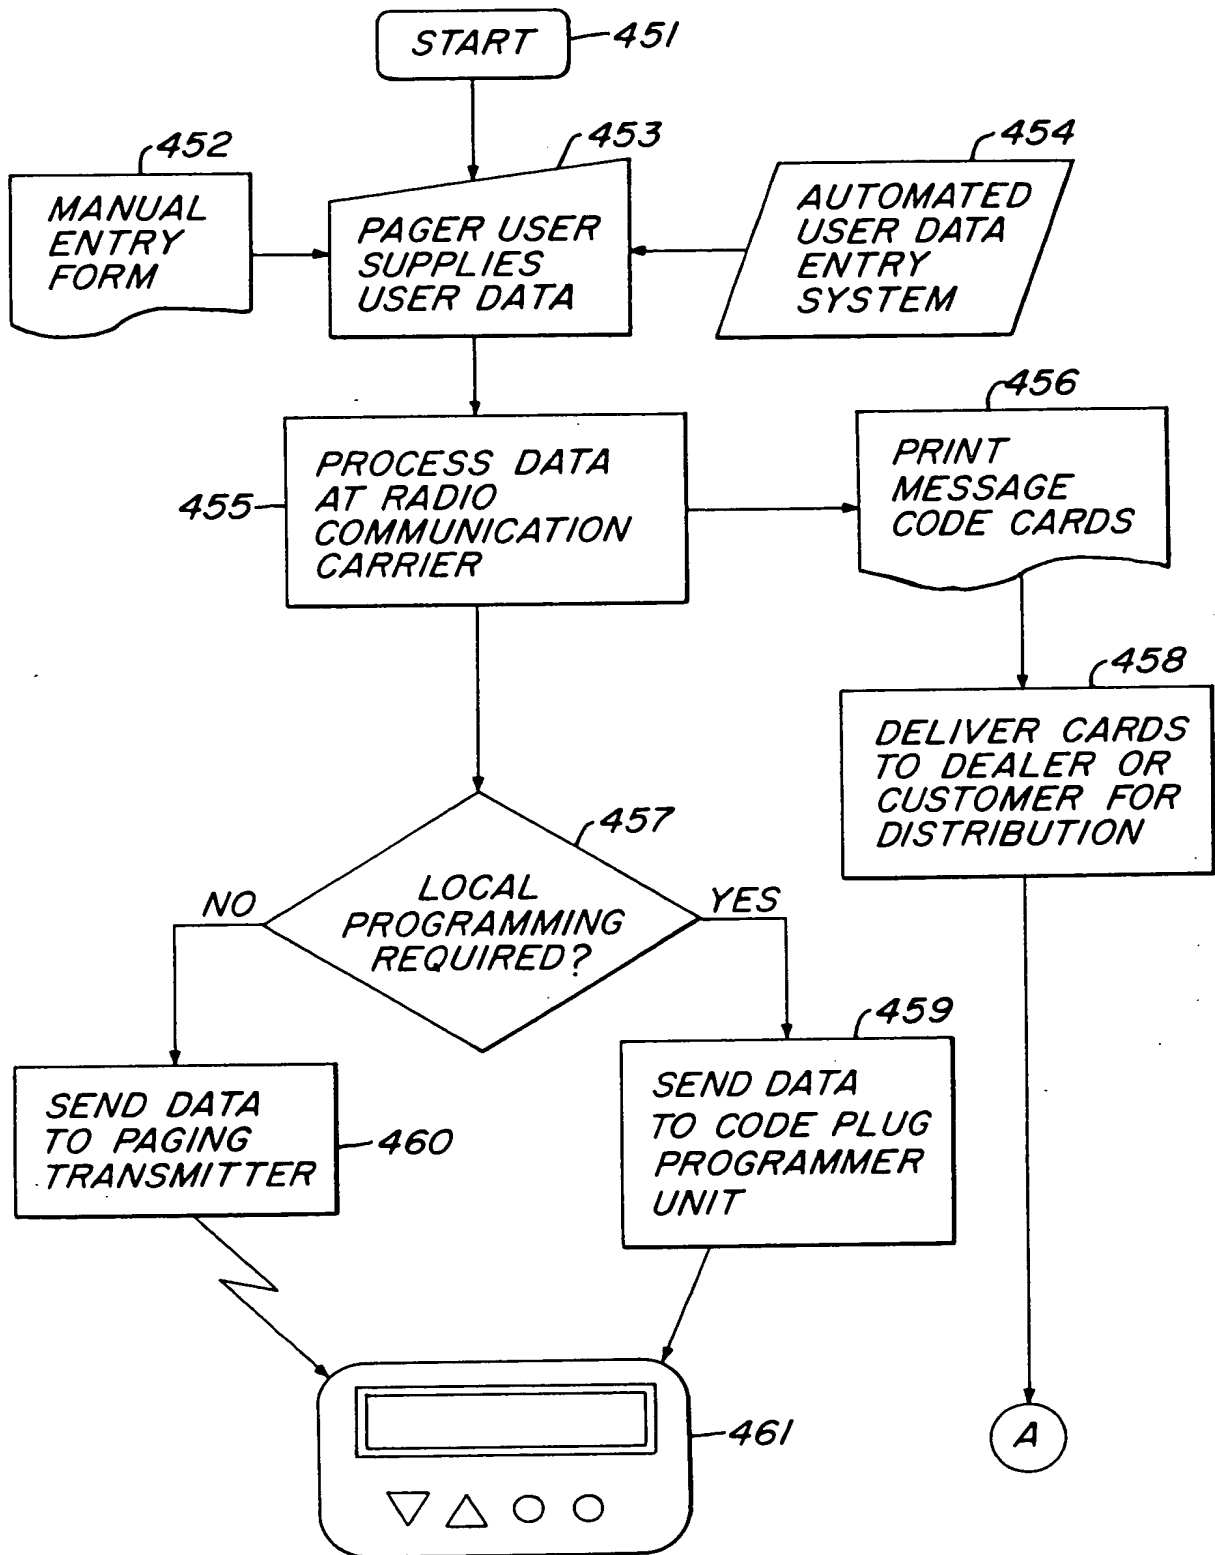 START
451
452
453
454
MANUAL
ENTRY
FORM
PAGER USER
SUPPLIES
USER DATA
AUTOMATED
USER DATA
ENTRY
SYSTEM
455
PROCESS DATA
AT RADIO
COMMUNICATION
CARRIER
456
PRINT
MESSAGE
CODE CARDS
458
DELIVER CARDS
TO DEALER OR
CUSTOMER FOR
DISTRIBUTION
457
LOCAL
PROGRAMMING
REQUIRED?
NO
YES
SEND DATA
TO PAGING
TRANSMITTER
460
459
SEND DATA
TO CODE PLUG
PROGRAMMER
UNIT
461
A